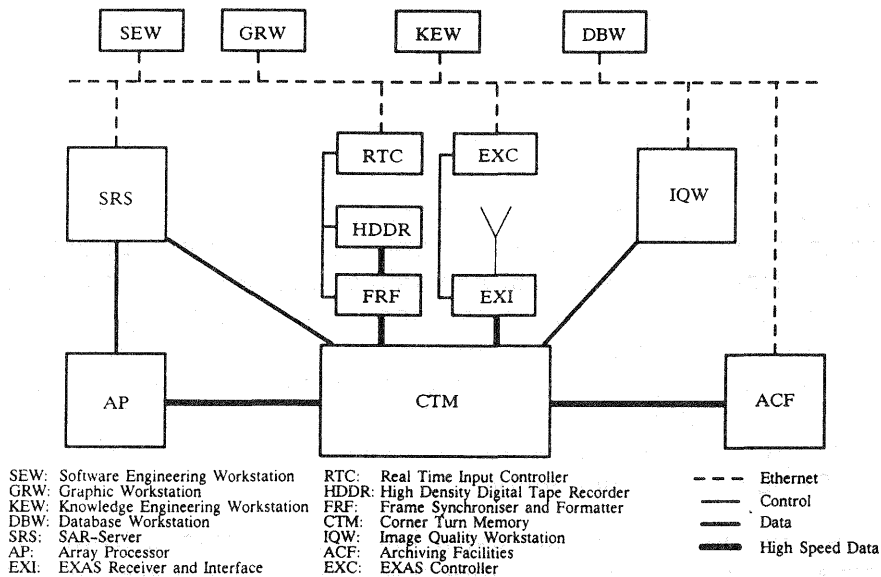 SEW GRW KEW DBW
RTC EXC
SRS IQW
HDDR
FRF EXI
AP CTM ACF
SEW: Software Engineering Workstation
GRW: Graphic Workstation
KEW: Knowledge Engineering Workstation
DBW: Database Workstation
SRS: SAR-Server
AP: Array Processor
EXI: EXAS Receiver and Interface
RTC: Real Time Input Controller
HDDR: High Density Digital Tape Recorder
FRF: Frame Synchroniser and Formatter
CTM: Corner Turn Memory
IQW: Image Quality Workstation
ACF: Archiving Facilities
EXC: EXAS Controller
Ethernet
Control
Data
High Speed Data